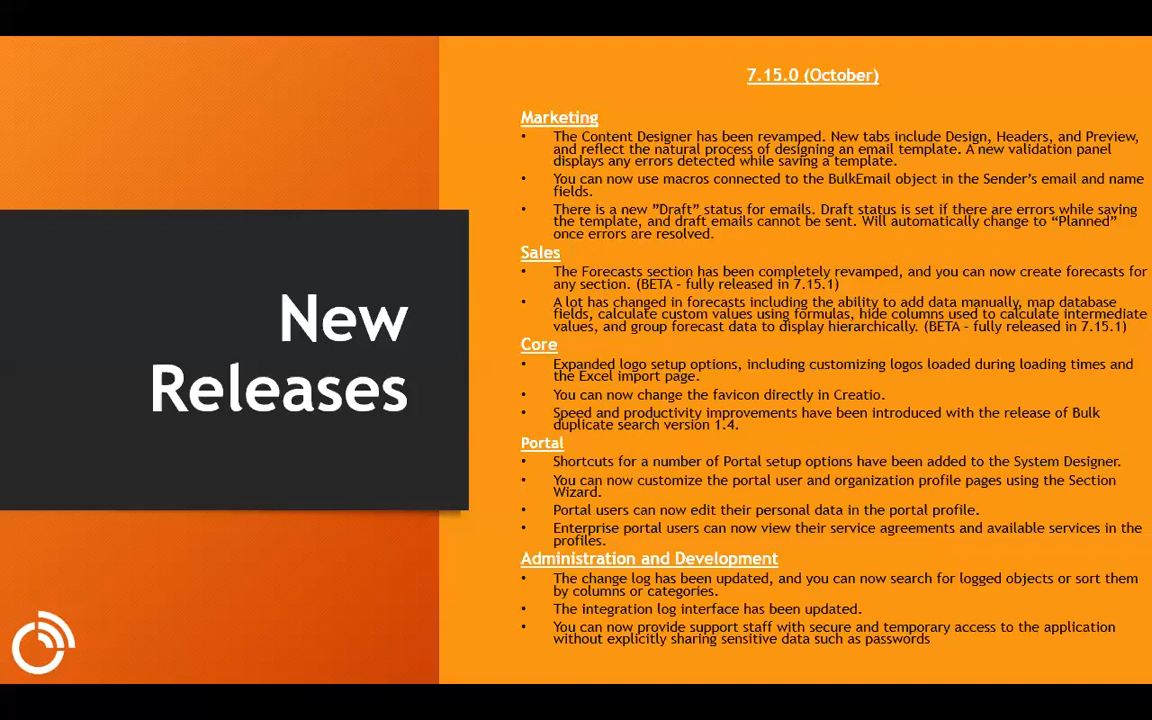 New
Releases
7.15.0 (October)
Marketing
• The Content Designer has been revamped. New tabs include Design, Headers, and Preview,
and reflect the natural process of designing an email template. A new validation panel
displays any errors detected while saving a template.
• You can now use macros connected to the BulkEmail object in the Sender’s email and name
fields.
• There is a new ”Draft” status for emails. Draft status is set if there are errors while saving
the template, and draft emails cannot be sent. Will automatically change to “Planned”
once errors are resolved.
Sales
• The Forecasts section has been completely revamped, and you can now create forecasts for
any section. (BETA – fully released in 7.15.1)
• A lot has changed in forecasts including the ability to add data manually, map database
fields, calculate custom values using formulas, hide columns used to calculate intermediate
values, and group forecast data to display hierarchically. (BETA – fully released in 7.15.1)
Core
• Expanded logo setup options, including customizing logos loaded during loading times and
the Excel import page.
• You can now change the favicon directly in Creatio.
• Speed and productivity improvements have been introduced with the release of Bulk
duplicate search version 1.4.
Portal
• Shortcuts for a number of Portal setup options have been added to the System Designer.
• You can now customize the portal user and organization profile pages using the Section
Wizard.
• Portal users can now edit their personal data in the portal profile.
• Enterprise portal users can now view their service agreements and available services in the
profiles.
Administration and Development
• The change log has been updated, and you can now search for logged objects or sort them
by columns or categories.
• The integration log interface has been updated.
• You can now provide support staff with secure and temporary access to the application
without explicitly sharing sensitive data such as passwords